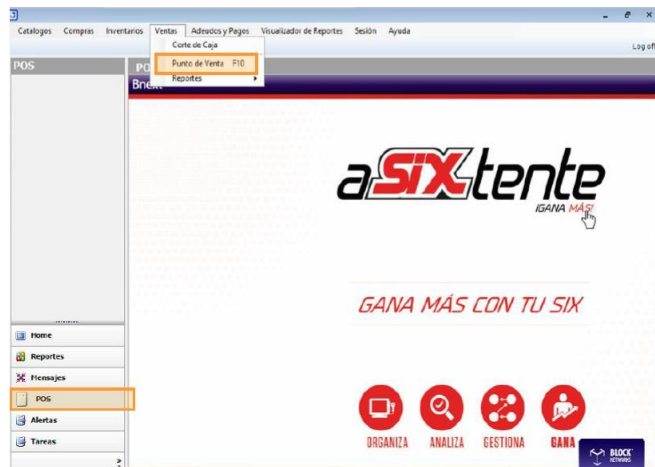 Catalogos Compras Inventarios Ventas Adeudos y Pagos Visualizador de Reportes Sesión Ayuda
Corte de Caja
Log off
POS
Punto de Venta F10
Reportes
aSIXtente
¡GANA MÁS!
GANA MÁS CON TU SIX
Home
Reportes
Mensajes
POS
Alertas
Tareas
ORGANIZA ANALIZA GESTIONA GANA
BLOCK
NETWORKS